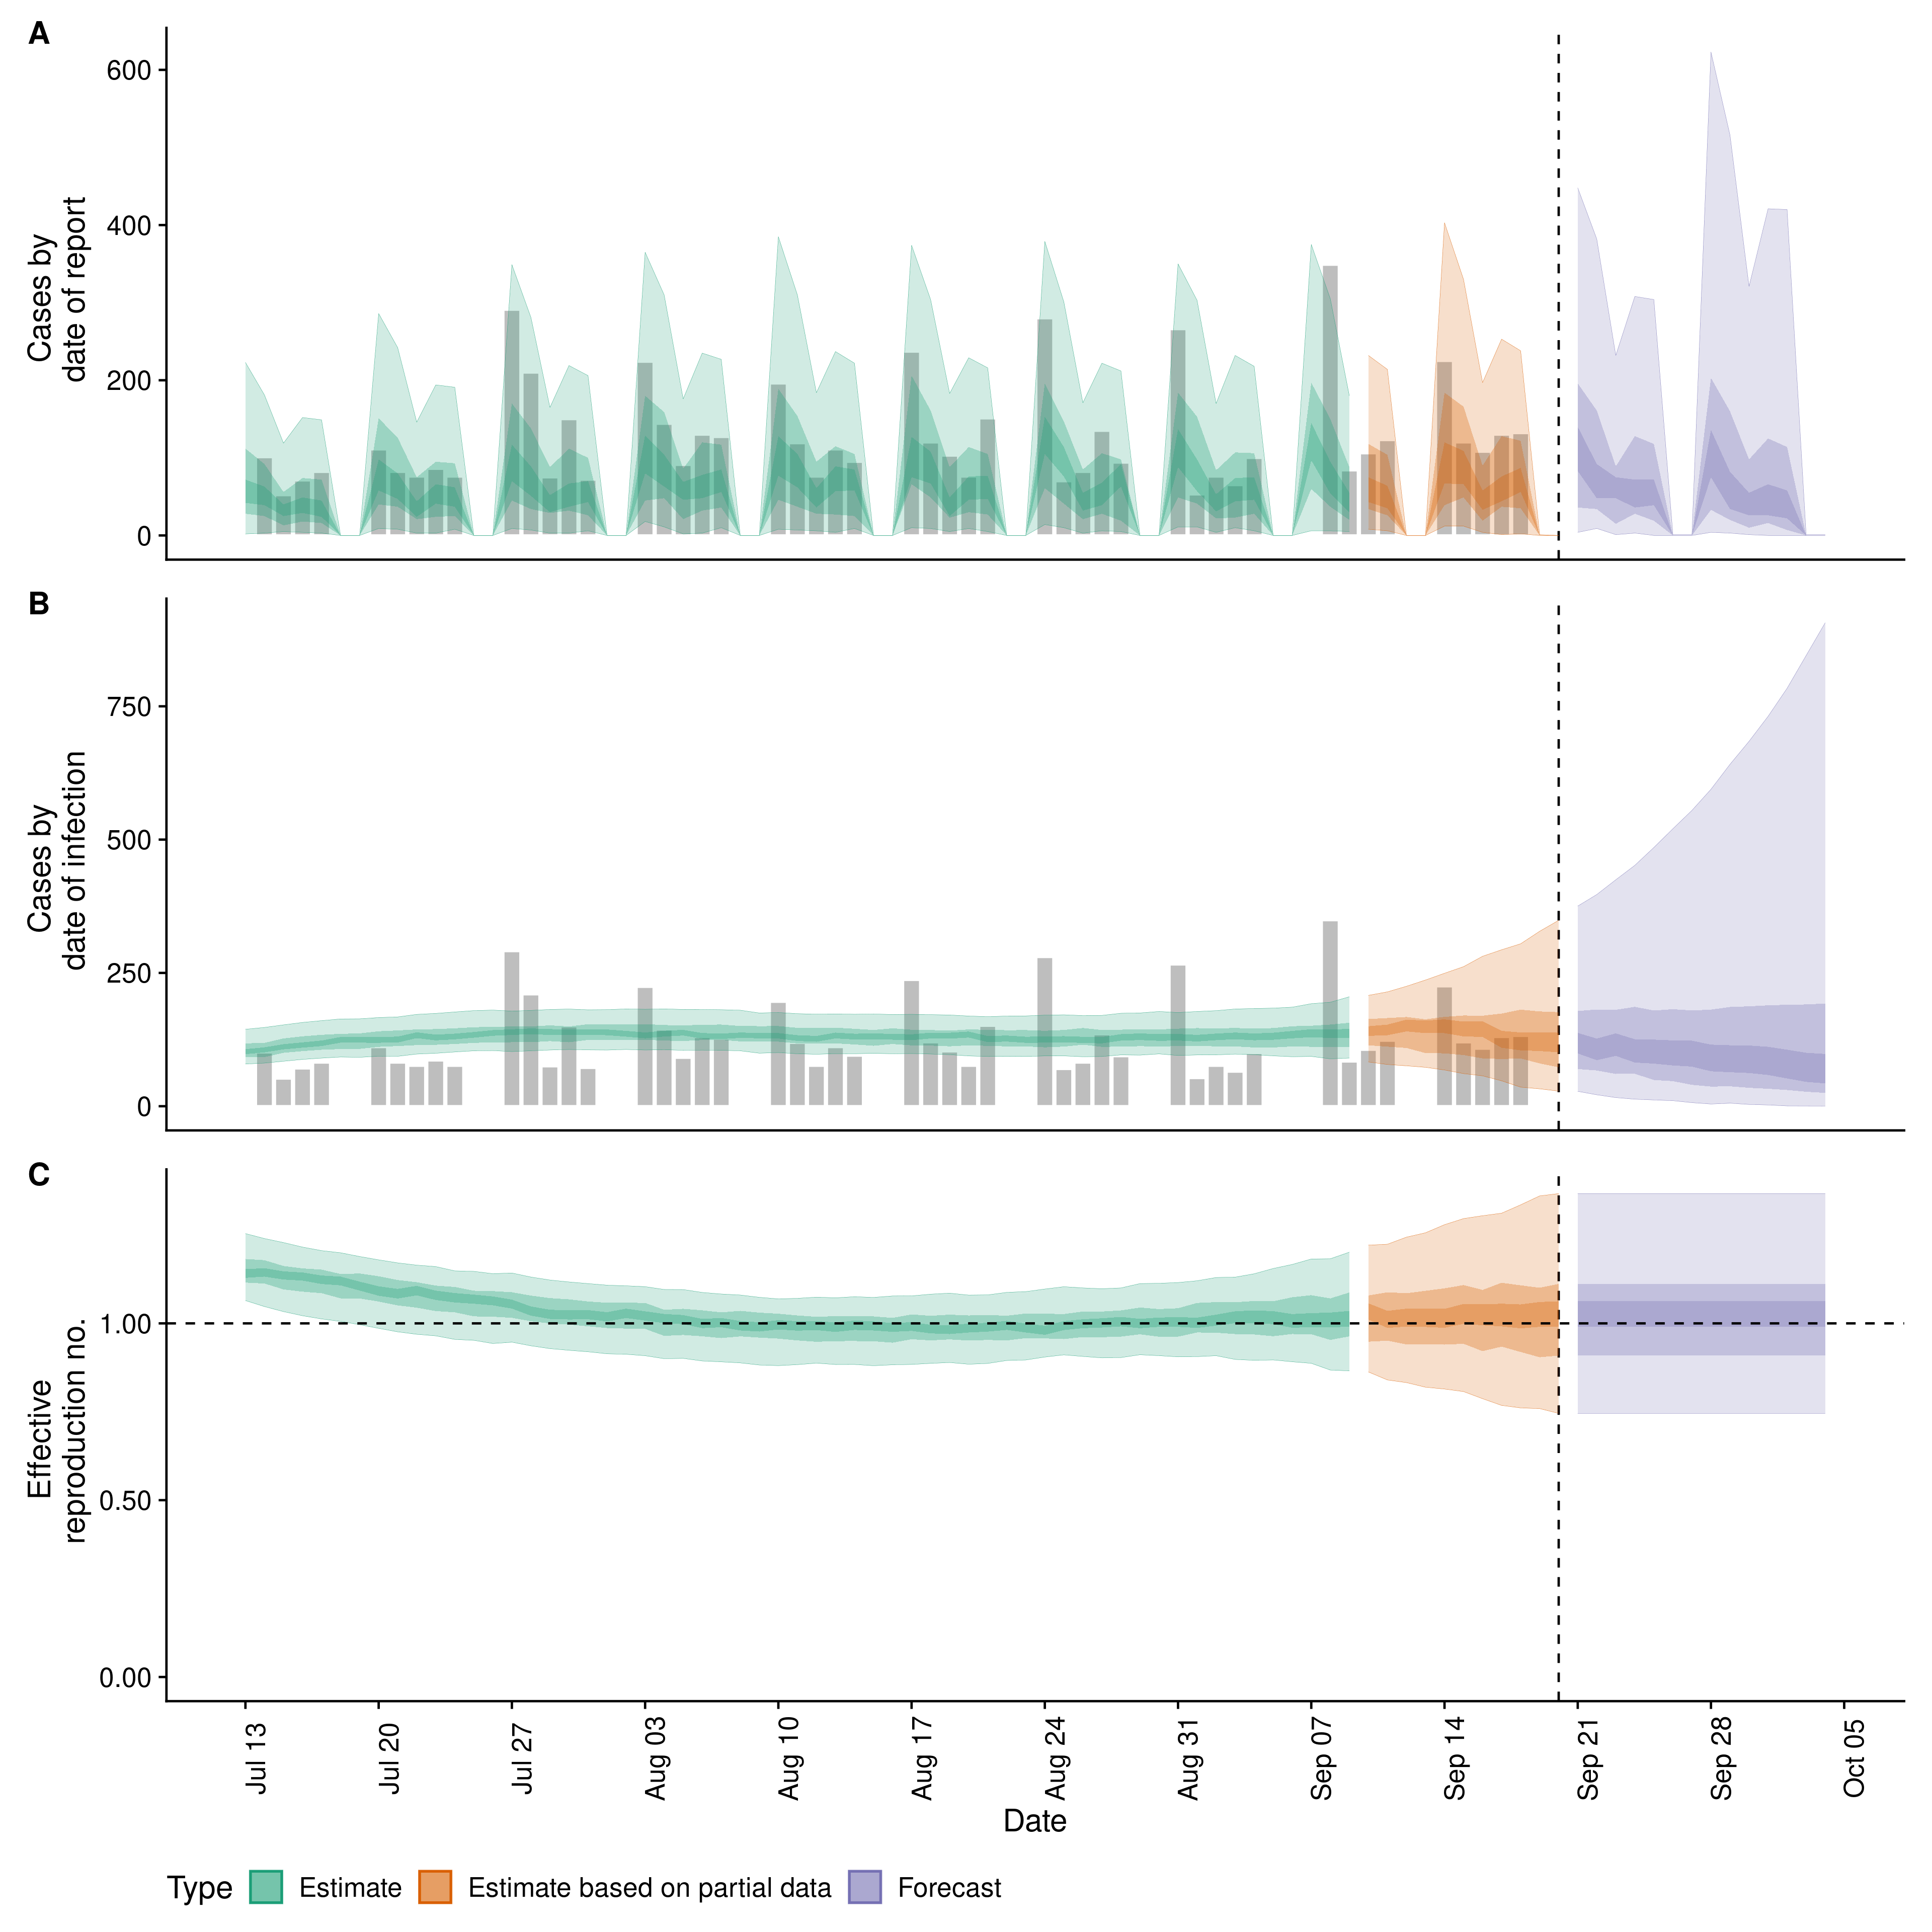 A
600
400
200
0
Cases by
date of report
B
750
500
250
0
Cases by
date of infection
C
1.00
0.50
0.00
Effective
reproduction no.
Jul 13
Jul 20
Jul 27
Aug 03
Aug 10
Aug 17
Aug 24
Aug 31
Sep 07
Sep 14
Sep 21
Sep 28
Oct 05
Date
Type Estimate Estimate based on partial data Forecast